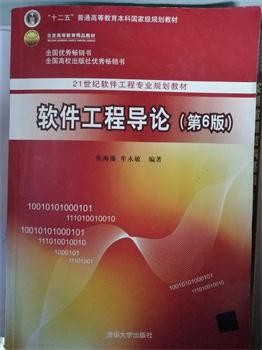 “十二五”普通高等教育本科国家级规划教材
北京高等教育精品教材
全国优秀畅销书
全国高校出版社优秀畅销书
21世纪软件工程专业规划教材
软件工程导论（第6版）
张海藩 牟永敏 编著
10010101000101
111010010010
10010101000101
111010010010
10010101000101
111010010010
清华大学出版社